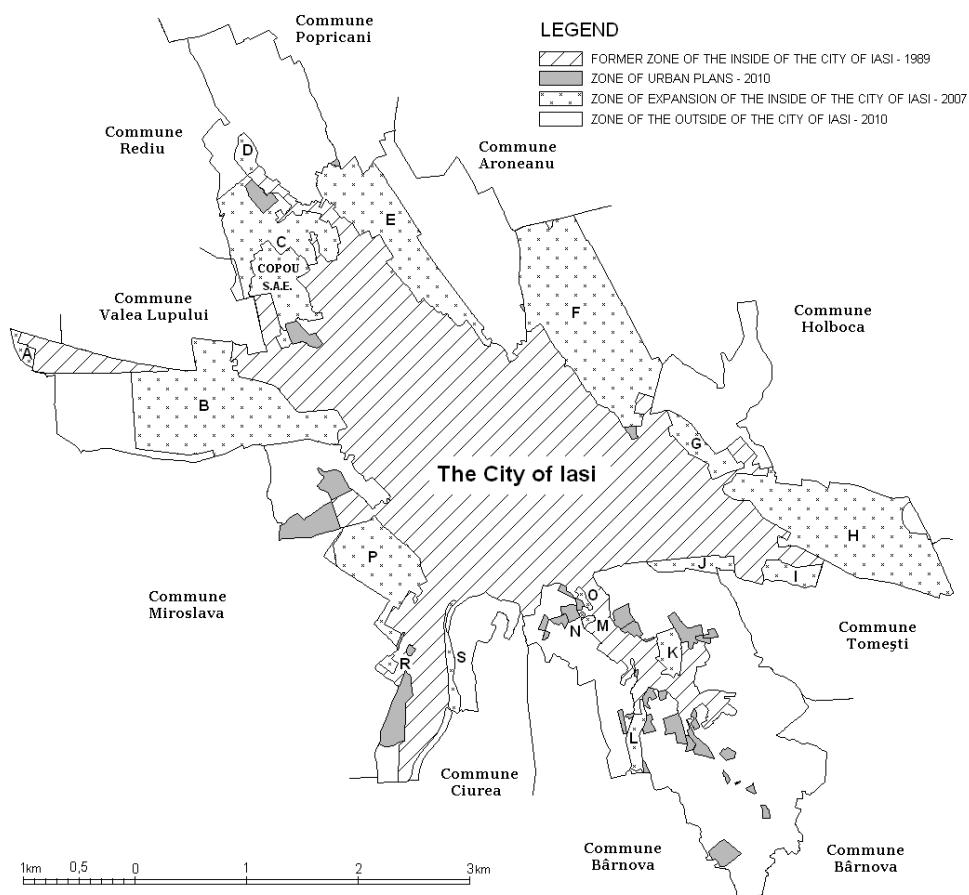 Commune
Popricani
LEGEND
FORMER ZONE OF THE INSIDE OF THE CITY OF IASI - 1989
ZONE OF URBAN PLANS - 2010
ZONE OF EXPANSION OF THE INSIDE OF THE CITY OF IASI - 2007
ZONE OF THE OUTSIDE OF THE CITY OF IASI - 2010
Commune
Rediu
Commune
Aroneanu
D
E
C
COPOU
S.A.E.
Commune
Valea Lupului
F
Commune
Holboca
A
B
G
The City of Iasi
H
P
J
I
Commune
Miroslava
O
N
M
Commune
Tomeşti
R
S
K
L
Commune
Ciurea
Commune
Bârnova
Commune
Bârnova
1km 0,5 0 1 2 3km